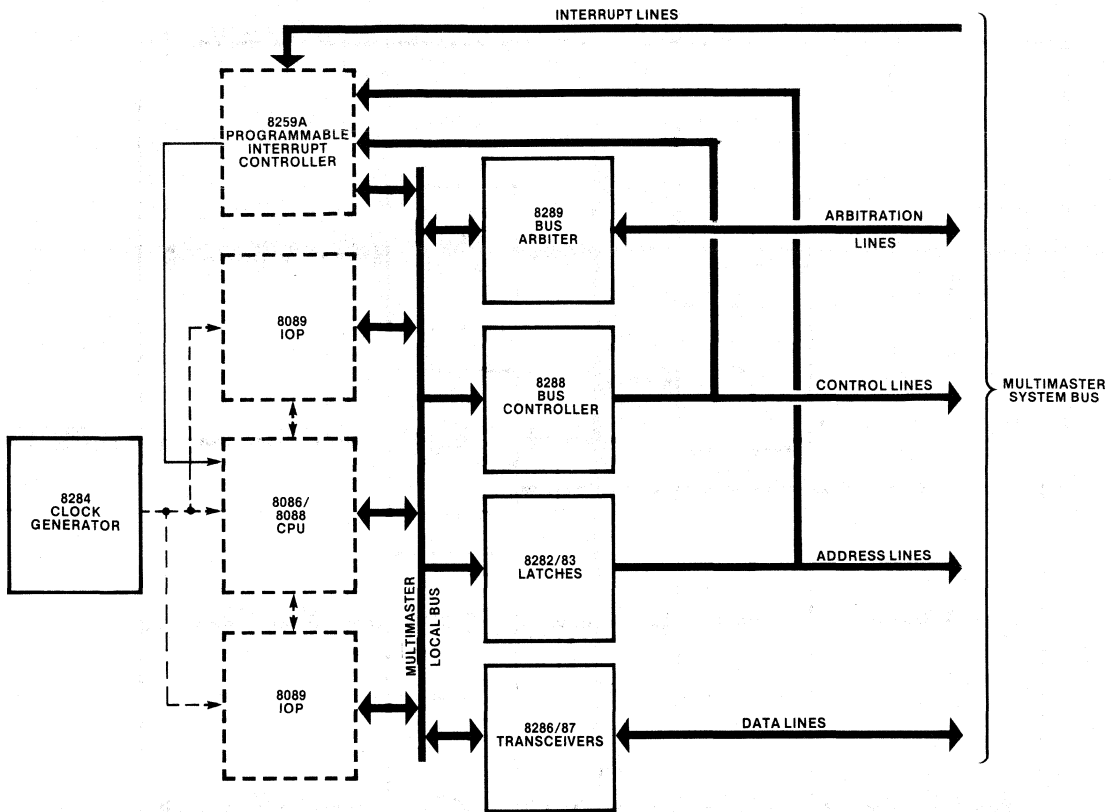 INTERRUPT LINES
8259A
PROGRAMMABLE
INTERRUPT
CONTROLLER
8289
BUS
ARBITER
ARBITRATION
LINES
8089
IOP
8288
BUS
CONTROLLER
CONTROL LINES
MULTIMASTER
SYSTEM BUS
8284
CLOCK
GENERATOR
8086/
8088
CPU
8282/83
LATCHES
ADDRESS LINES
MULTIMASTER
LOCAL BUS
8089
IOP
8286/87
TRANSCEIVERS
DATA LINES